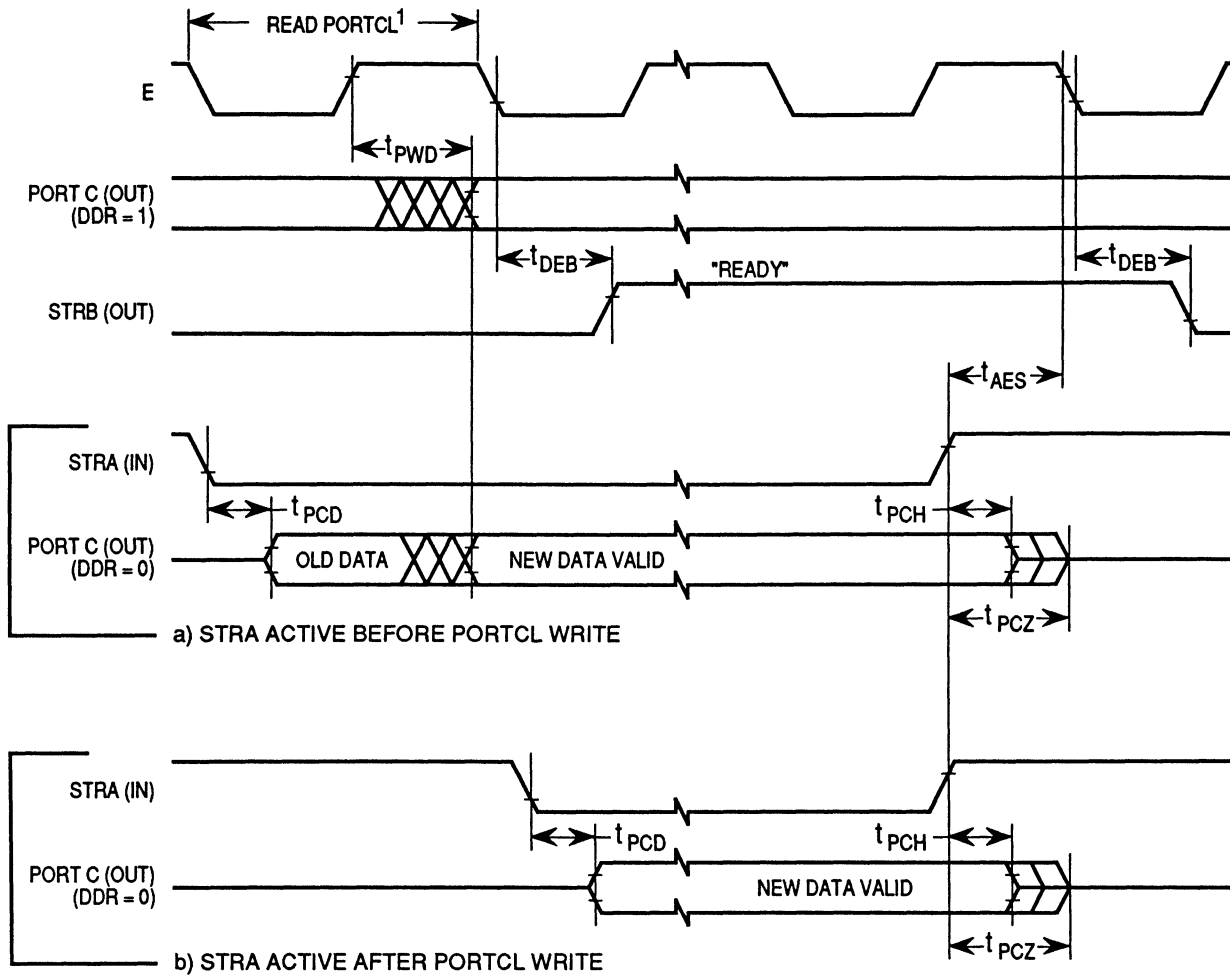 READ PORTCL1
E
tPWD
PORT C (OUT)
(DDR = 1)
tDEB
"READY"
tDEB
STRB (OUT)
tAES
STRA (IN)
tPCD
tPCH
PORT C (OUT)
(DDR = 0)
OLD DATA
NEW DATA VALID
tPCZ
a) STRA ACTIVE BEFORE PORTCL WRITE
STRA (IN)
tPCD
tPCH
PORT C (OUT)
(DDR = 0)
NEW DATA VALID
tPCZ
b) STRA ACTIVE AFTER PORTCL WRITE